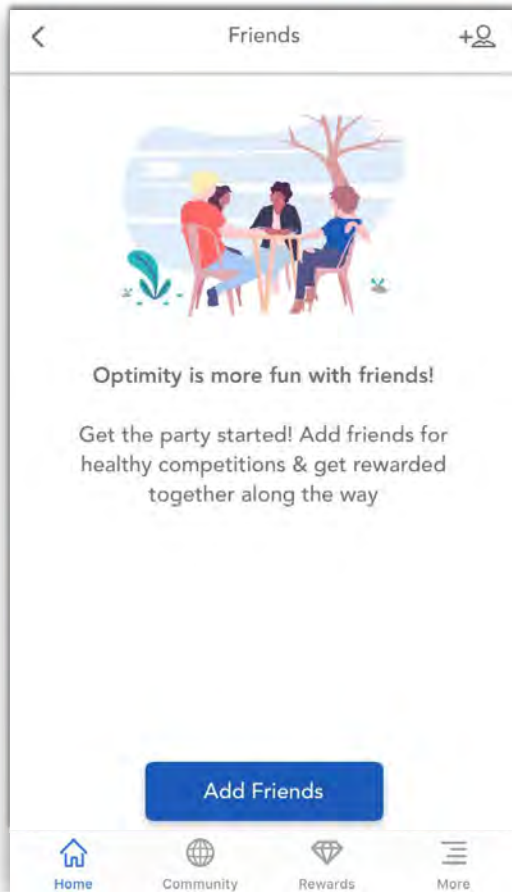 Friends
Optimity is more fun with friends!
Get the party started! Add friends for
healthy competitions & get rewarded
together along the way
Add Friends
Home Community Rewards More